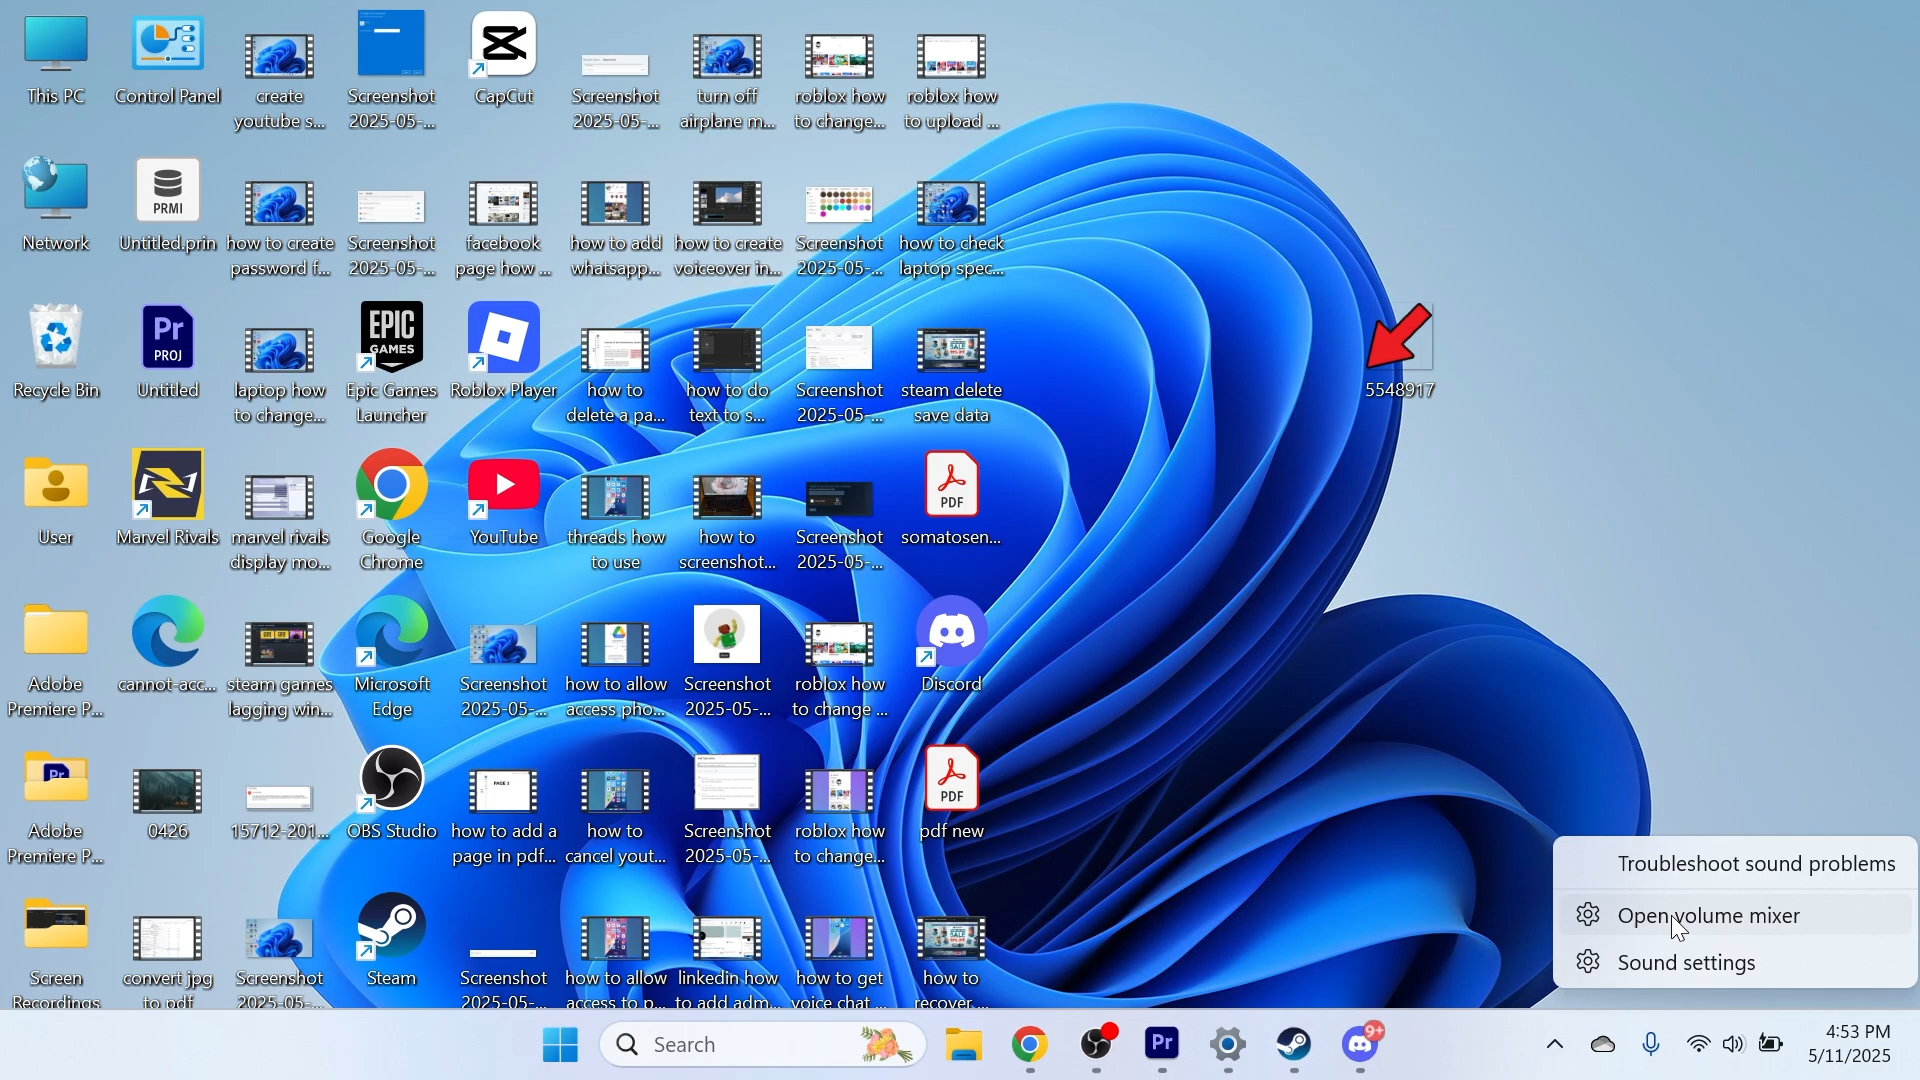 This PC
Control Panel
create
youtube s...
Screenshot
2025-05-...
CapCut
Screenshot
2025-05-...
turn off
airplane m...
roblox how
to change...
roblox how
to upload ...
Network
PRMI
Untitled.prin
how to create
password f...
Screenshot
2025-05-...
facebook
page how ...
how to add
whatsapp...
how to create
voiceover in...
Screenshot
2025-05-...
how to check
laptop spec...
Recycle Bin
Pr
PROJ
Untitled
laptop how
to change...
EPIC
GAMES
Epic Games
Launcher
Roblox Player
how to
delete a pa...
how to do
text to s...
Screenshot
2025-05-...
steam delete
save data
5548917
User
Marvel Rivals
marvel rivals
display mo...
Google
Chrome
YouTube
threads how
to use
how to
screenshot...
Screenshot
2025-05-...
PDF
somatosen...
Adobe
Premiere P...
cannot-acc...
steam games
lagging win...
Microsoft
Edge
Screenshot
2025-05-...
how to allow
access pho...
Screenshot
2025-05-...
roblox how
to change ...
Discord
Pr
Adobe
Premiere P...
0426
15712-201...
OBS Studio
PAGE 3
how to add a
page in pdf...
how to
cancel yout...
Screenshot
2025-05-...
roblox how
to change...
PDF
pdf new
Screen
Recordings
convert jpg
to pdf
Screenshot
2025-05-...
Steam
Screenshot
2025-05-...
how to allow
access to p...
linkedin how
to add adm...
how to get
voice chat ...
how to
recover ...
Troubleshoot sound problems
Open volume mixer
Sound settings
Search
Pr
9+
4:53 PM
5/11/2025